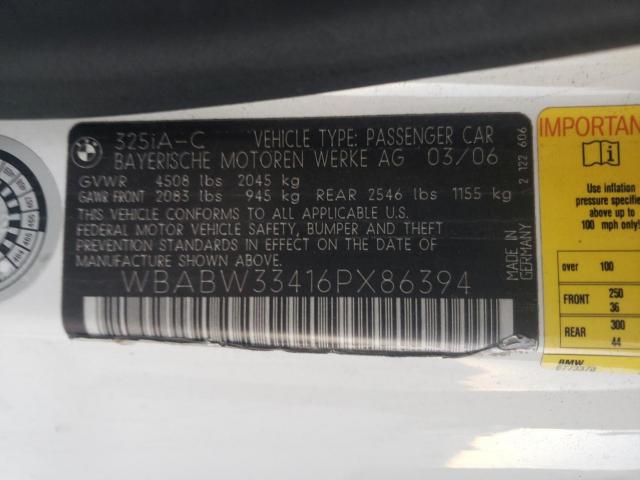 BMW
325iA-C VEHICLE TYPE: PASSENGER CAR
BAYERISCHE MOTOREN WERKE AG 03/06
GVWR 4508 lbs 2045 kg
GAWR FRONT 2083 lbs 945 kg REAR 2546 lbs 1155 kg
THIS VEHICLE CONFORMS TO ALL APPLICABLE U.S.
FEDERAL MOTOR VEHICLE SAFETY, BUMPER AND THEFT
PREVENTION STANDARDS IN EFFECT ON THE DATE OF
MANUFACTURE SHOWN ABOVE.
WBABW33416PX86394
MADE IN
GERMANY
2 122 606
IMPORTAN
i
Use inflation
pressure specifie
above up to
100 mph only!
over 100
FRONT 250
36
REAR 300
44
BMW